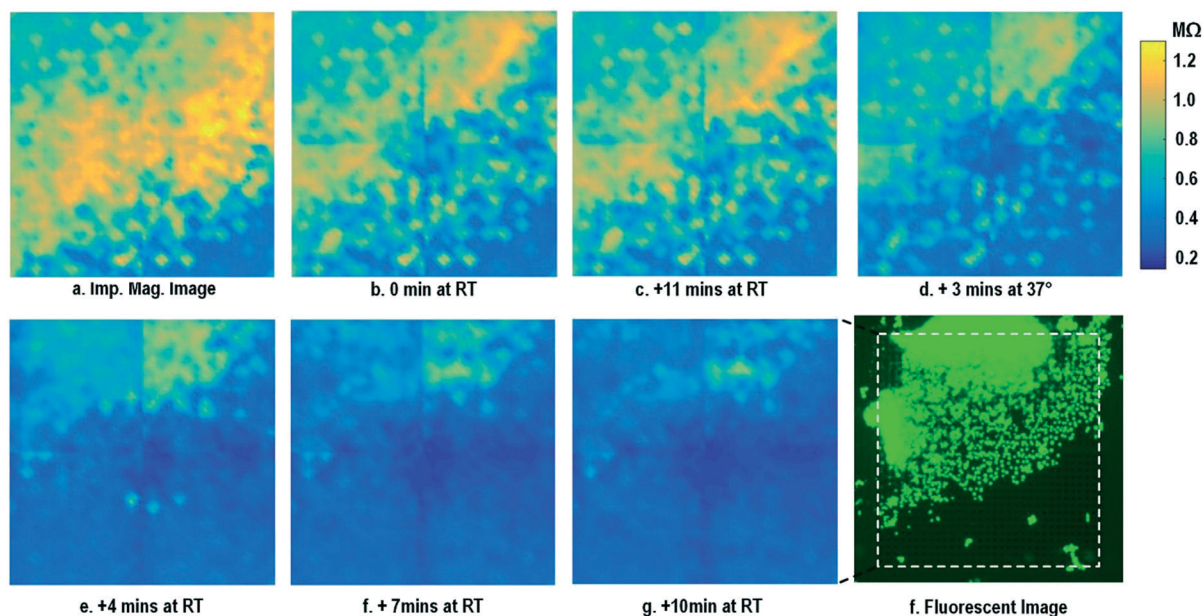 MΩ
1.2
1.0
0.8
0.6
0.4
0.2
a. Imp. Mag. Image
b. 0 min at RT
c. +11 mins at RT
d. + 3 mins at 37°
e. +4 mins at RT
f. + 7mins at RT
g. +10min at RT
f. Fluorescent Image